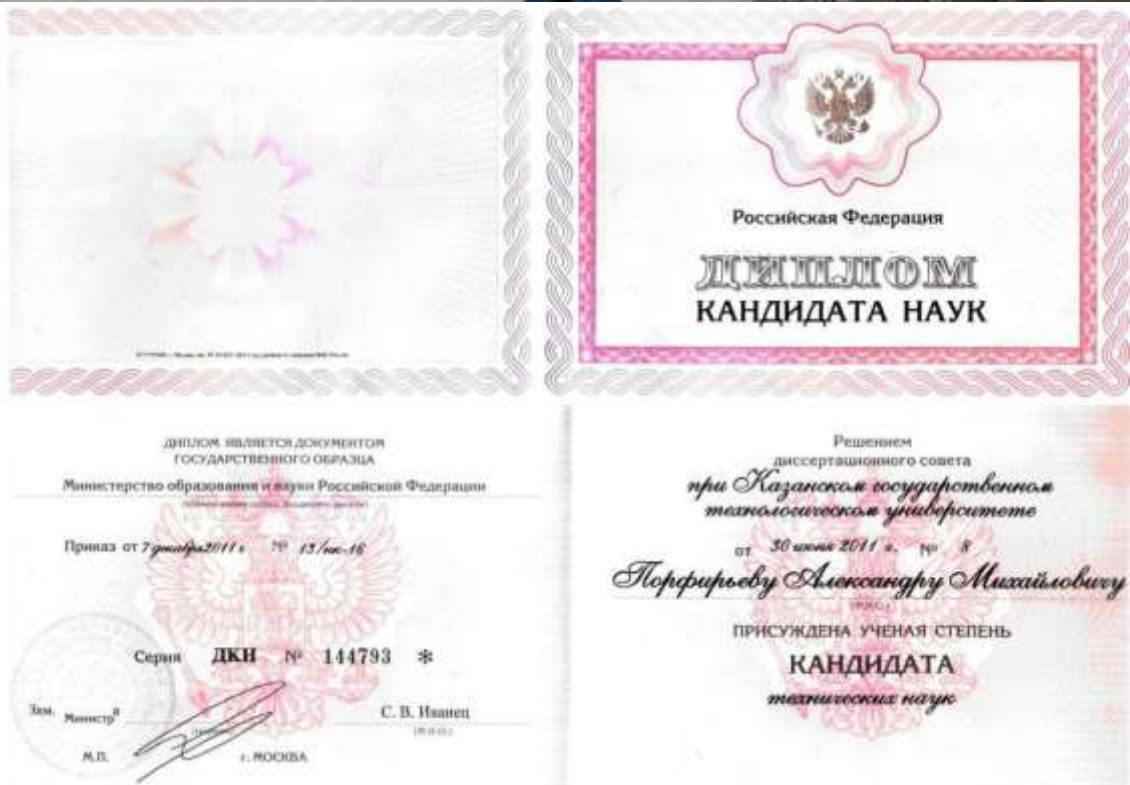 Российская Федерация
ДИПЛОМ
КАНДИДАТА НАУК
ДИПЛОМ ЯВЛЯЕТСЯ ДОКУМЕНТОМ
ГОСУДАРСТВЕННОГО ОБРАЗЦА
Министерство образования и науки Российской Федерации
Приказ от 7 декабря 2011 г. № 13/нк-16
Серия ДКН № 144793 *
Зам. Министра
С. В. Иванец
(Ф.И.О.)
М.П. г. МОСКВА
Решением
диссертационного совета
при Казанском государственном
технологическом университете
от 30 июня 2011 г. № 8
Порфирьеву Александру Михайловичу
(Ф.И.О.)
ПРИСУЖДЕНА УЧЕНАЯ СТЕПЕНЬ
КАНДИДАТА
технических наук